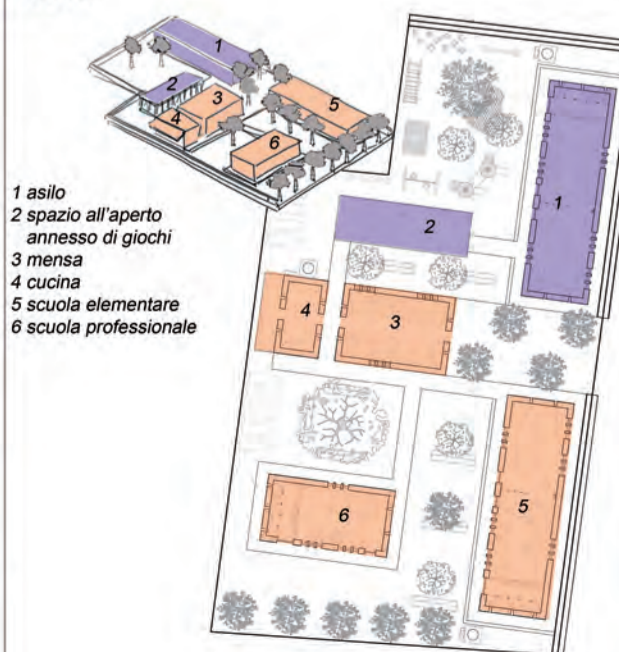 1
2
3
4
5
6
1 asilo
2 spazio all'aperto
annesso di giochi
3 mensa
4 cucina
5 scuola elementare
6 scuola professionale
1
2
3
4
5
6